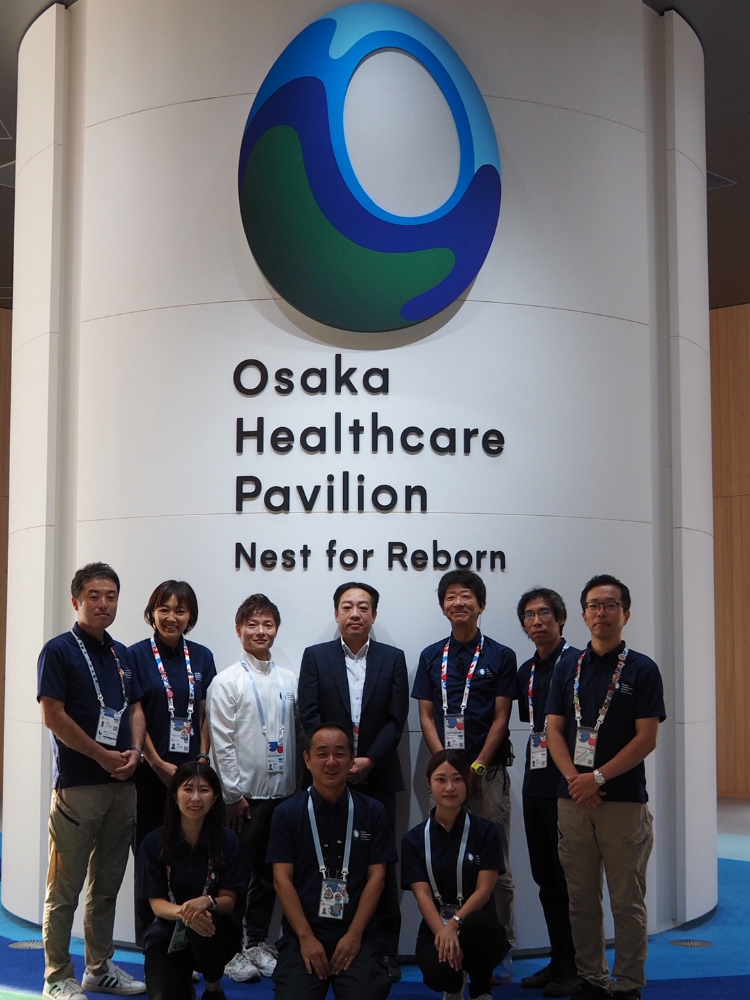 Osaka
Healthcare
Pavilion
Nest for Reborn